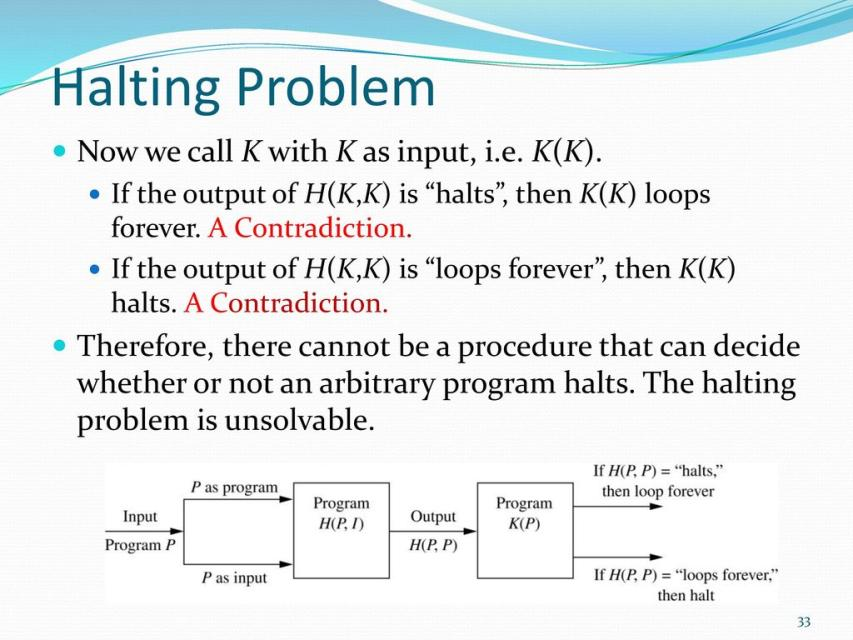 Halting Problem
Now we call K with K as input, i.e. K(K).
If the output of H(K,K) is “halts”, then K(K) loops
forever. A Contradiction.
If the output of H(K,K) is “loops forever”, then K(K)
halts. A Contradiction.
Therefore, there cannot be a procedure that can decide
whether or not an arbitrary program halts. The halting
problem is unsolvable.
Input
Program P
P as program
P as input
Program
H(P, I)
Output
H(P, P)
Program
K(P)
If H(P, P) = “halts,”
then loop forever
If H(P, P) = “loops forever,”
then halt
33